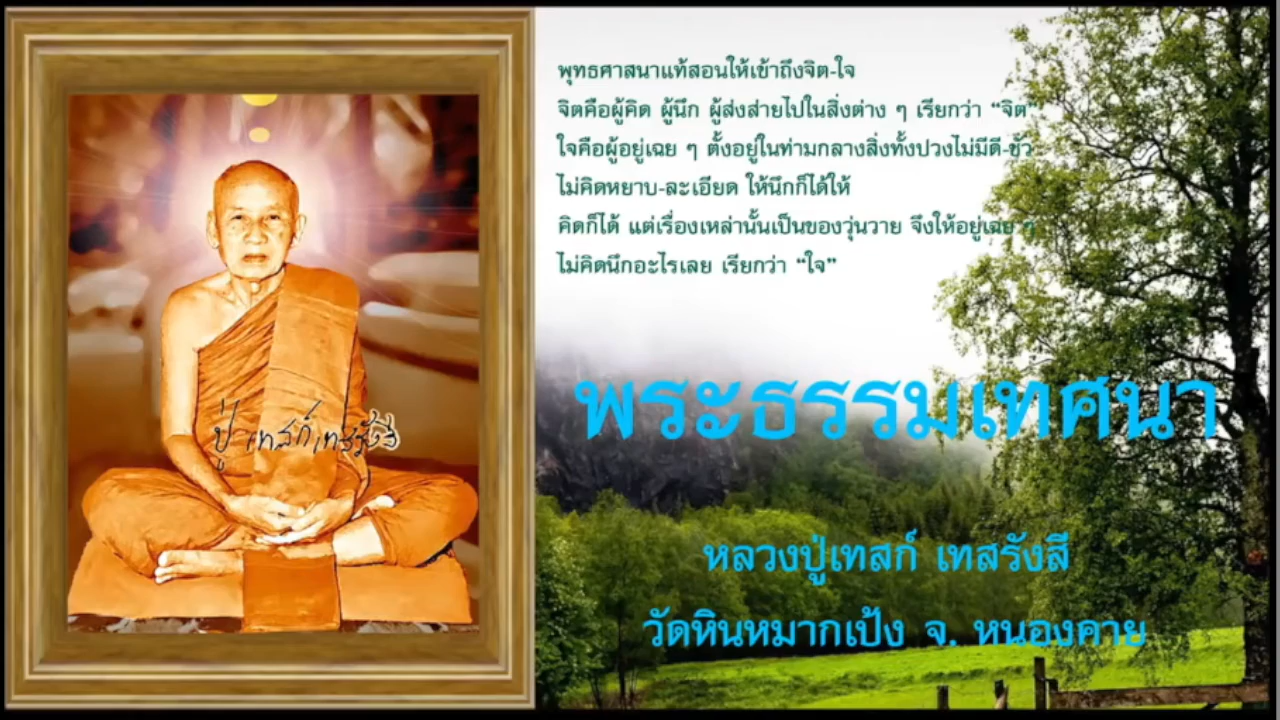 พุทธศาสนาแท้สอนให้เข้าถึงจิต-ใจ
จิตคือผู้คิด ผู้นึก ผู้ส่งส่ายไปในสิ่งต่าง ๆ เรียกว่า “จิต”
ใจคือผู้อยู่เฉย ๆ ตั้งอยู่ในท่ามกลางสิ่งทั้งปวงไม่มีดี-ชั่ว
ไม่คิดหยาบ-ละเอียด ให้นึกก็ได้ให้
คิดก็ได้ แต่เรื่องเหล่านั้นเป็นของวุ่นวาย จึงให้อยู่เฉย ๆ
ไม่คิดนึกอะไรเลย เรียกว่า “ใจ”
พระธรรมเทศนา
ปู่ เทสก์ เทสรังสี
หลวงปู่เทสก์ เทสรังสี
วัดหินหมากเป้ง จ. หนองคาย